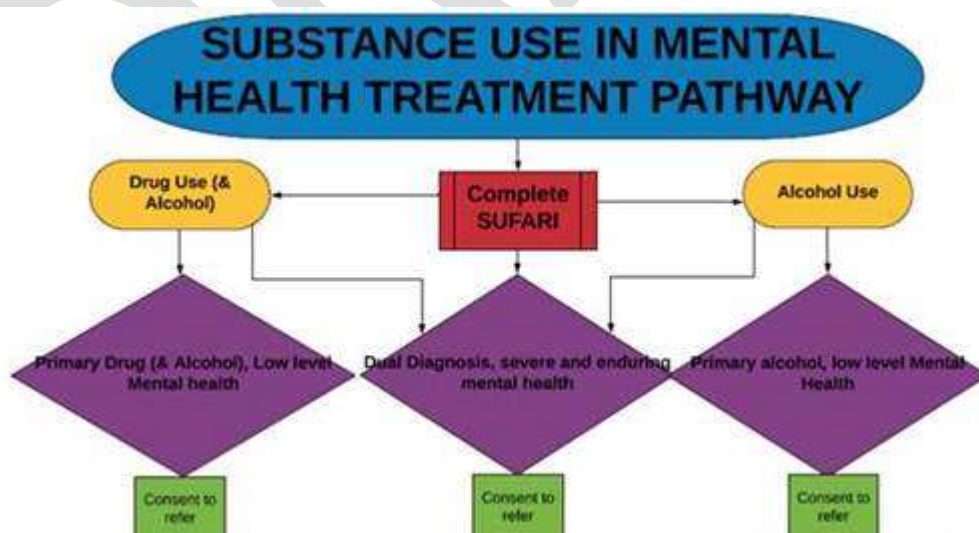 SUBSTANCE USE IN MENTAL
HEALTH TREATMENT PATHWAY
Drug Use (&
Alcohol)
Complete
SUFARI
Alcohol Use
Primary Drug (& Alcohol), Low level
Mental health
Dual Diagnosis, severe and enduring
mental health
Primary alcohol, low level Mental
Health
Consent to
refer
Consent to
refer
Consent to
refer